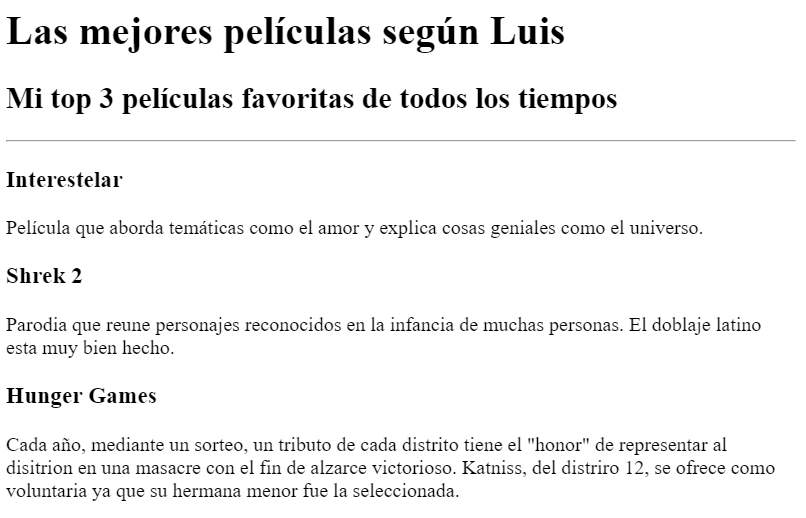 Las mejores películas según Luis
Mi top 3 películas favoritas de todos los tiempos
Interestelar
Película que aborda temáticas como el amor y explica cosas geniales como el universo.
Shrek 2
Parodia que reune personajes reconocidos en la infancia de muchas personas. El doblaje latino
esta muy bien hecho.
Hunger Games
Cada año, mediante un sorteo, un tributo de cada distrito tiene el "honor" de representar al
disitrion en una masacre con el fin de alzarce victorioso. Katniss, del distriro 12, se ofrece como
voluntaria ya que su hermana menor fue la seleccionada.